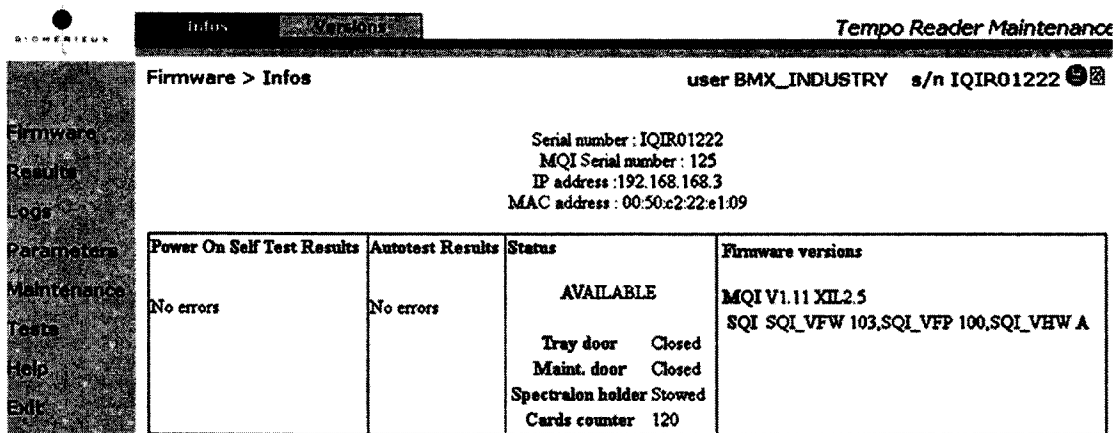 BIOMÉRIEUX
Infos Versions Tempo Reader Maintenance
Firmware > Infos user BMX_INDUSTRY s/n IQIR01222
Serial number : IQIR01222
MQI Serial number : 125
IP address :192.168.168.3
MAC address : 00:50:c2:22:e1:09
Firmware
Results
Logs
Parameters
Maintenance
Tests
Help
Exit
Power On Self Test Results Autotest Results Status Firmware versions
No errors No errors AVAILABLE MQI V1.11 XIL2.5
SQI SQI_VFW 103,SQI_VFP 100,SQI_VHW A
Tray door Closed
Maint. door Closed
Spectralon holder Stowed
Cards counter 120